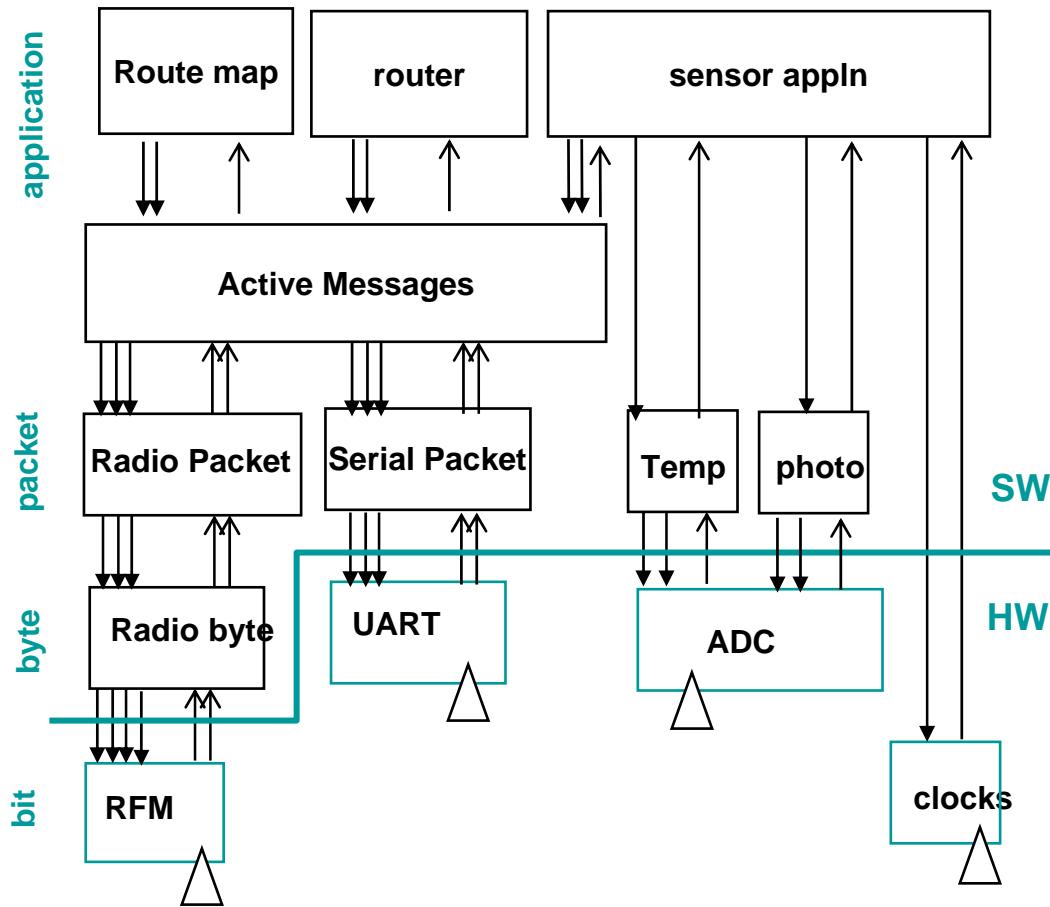 application
Route map
router
sensor appln
Active Messages
packet
Radio Packet
Serial Packet
Temp
photo
SW
byte
Radio byte
UART
ADC
HW
bit
RFM
clocks